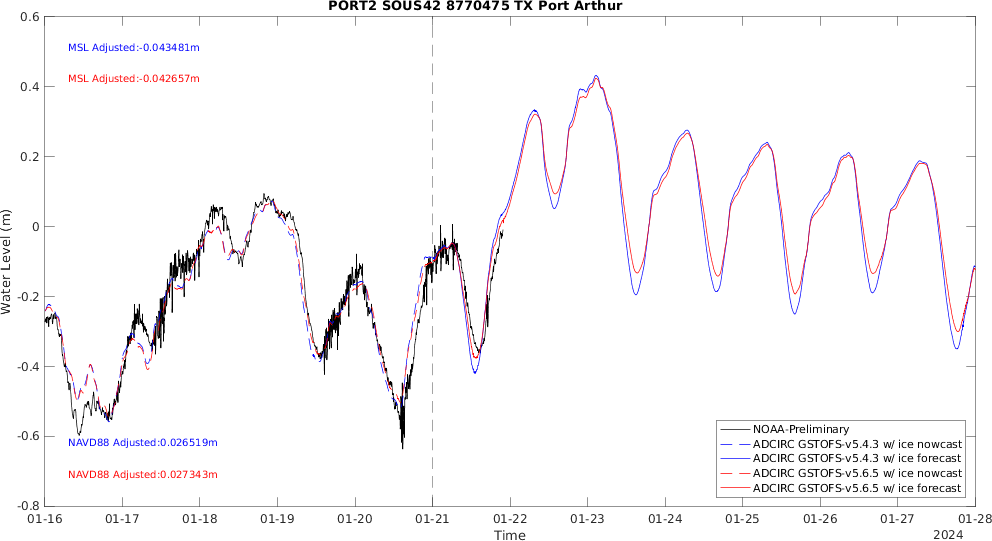 PORT2 SOUS42 8770475 TX Port Arthur
0.6
MSL Adjusted:-0.043481m
MSL Adjusted:-0.042657m
0.4
0.2
0
-0.2
-0.4
-0.6
-0.8
Water Level (m)
NAVD88 Adjusted:0.026519m
NAVD88 Adjusted:0.027343m
NOAA-Preliminary
ADCIRC GSTOFS-v5.4.3 w/ ice nowcast
ADCIRC GSTOFS-v5.4.3 w/ ice forecast
ADCIRC GSTOFS-v5.6.5 w/ ice nowcast
ADCIRC GSTOFS-v5.6.5 w/ ice forecast
01-16 01-17 01-18 01-19 01-20 01-21 01-22 01-23 01-24 01-25 01-26 01-27 01-28
Time
2024